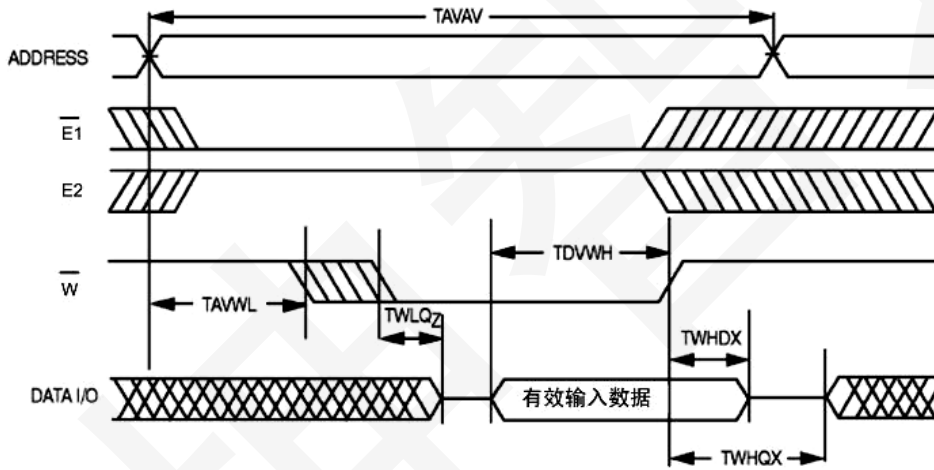 TAVAV
ADDRESS
E1
E2
TDVWH
W
TAVWL
TWLQZ
TWHDX
DATA I/O
有效输入数据
TWHQX